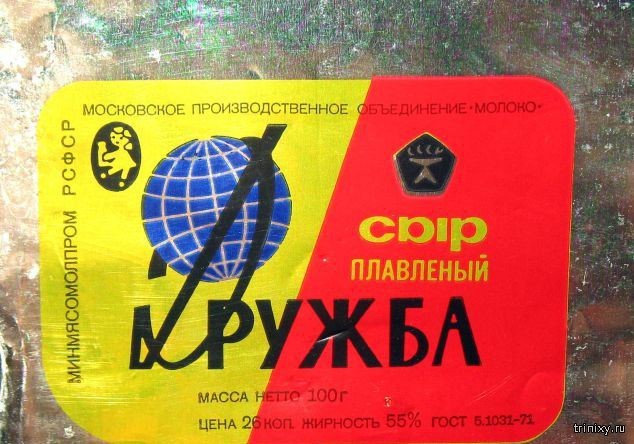 МОСКОВСКОЕ ПРОИЗВОДСТВЕННОЕ ОБЪЕДИНЕНИЕ «МОЛОКО»
МИНМЯСОМОЛПРОМ РСФСР
сыр
ПЛАВЛЕНЫЙ
ДРУЖБА
МАССА НЕТТО 100 г
ЦЕНА 26 КОП. ЖИРНОСТЬ 55% ГОСТ 5.1031-71
trinixy.ru